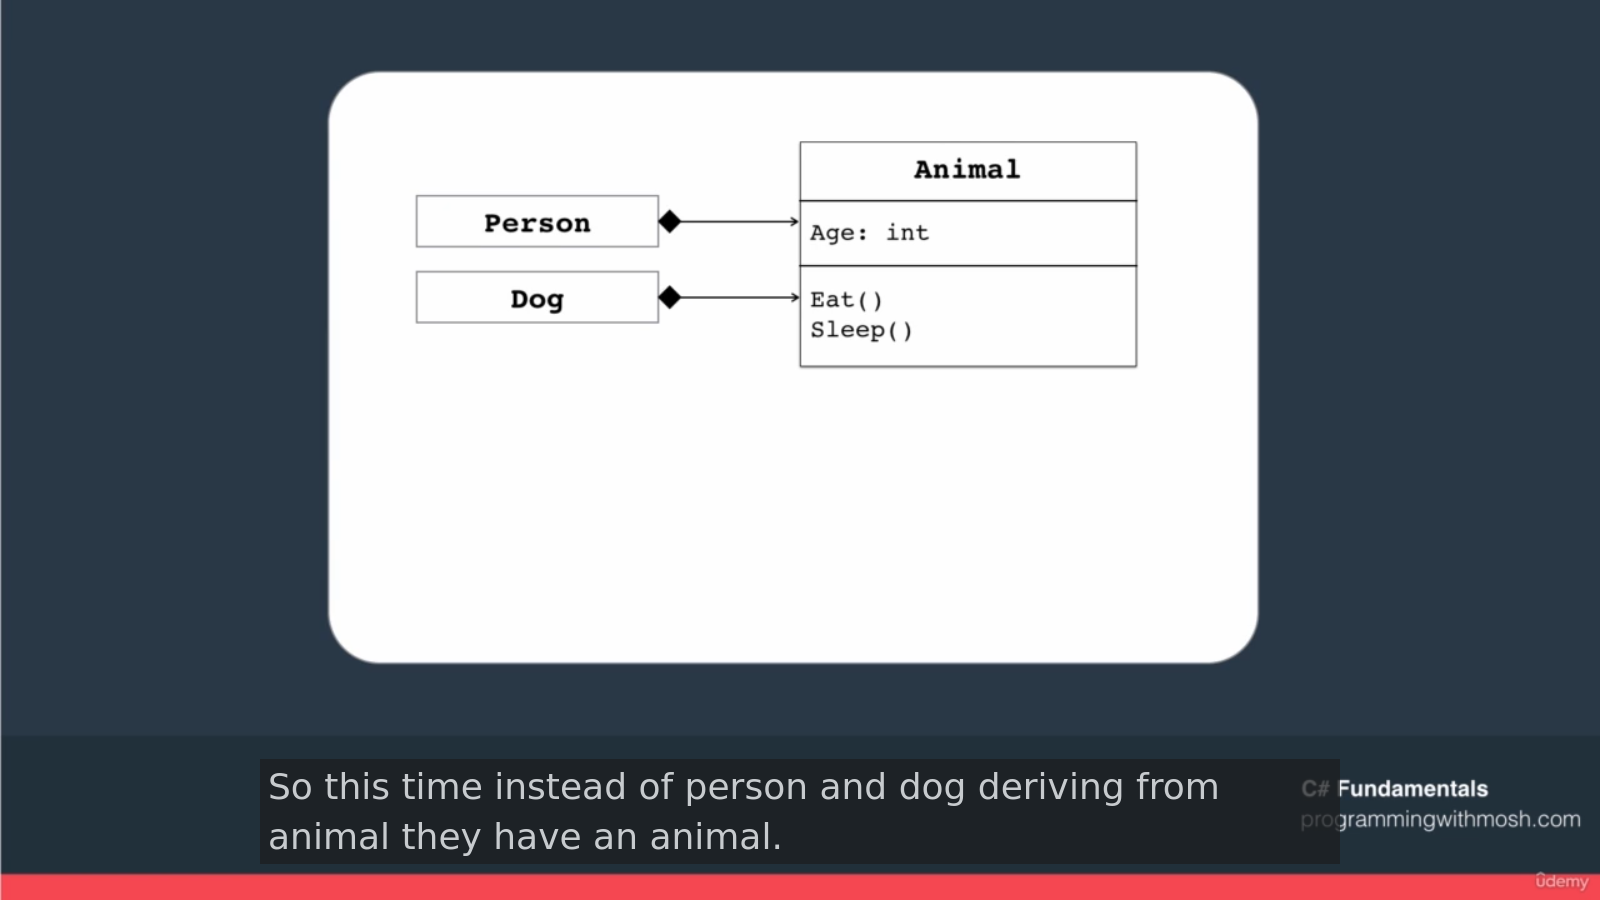 Animal
Person
Age: int
Dog
Eat()
Sleep()
So this time instead of person and dog deriving from
animal they have an animal.
C# Fundamentals
programmingwithmosh.com
ûdemy